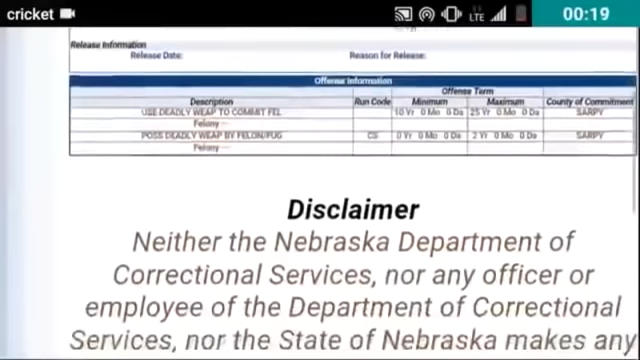 cricket LTE 00:19
Release Information
Release Date: Reason for Release:
Offense Information
Offense Term
Description Run Code Minimum Maximum County of Commitment
USE DEADLY WEAP TO COMMIT FEL 10 Yr 0 Mo 0 Da 25 Yr 0 Mo 0 Da SARPY
Felony
POSS DEADLY WEAP BY FELON/FUG CS 0 Yr 0 Mo 0 Da 2 Yr 0 Mo 0 Da SARPY
Felony
Disclaimer
Neither the Nebraska Department of
Correctional Services, nor any officer or
employee of the Department of Correctional
Services, nor the State of Nebraska makes any